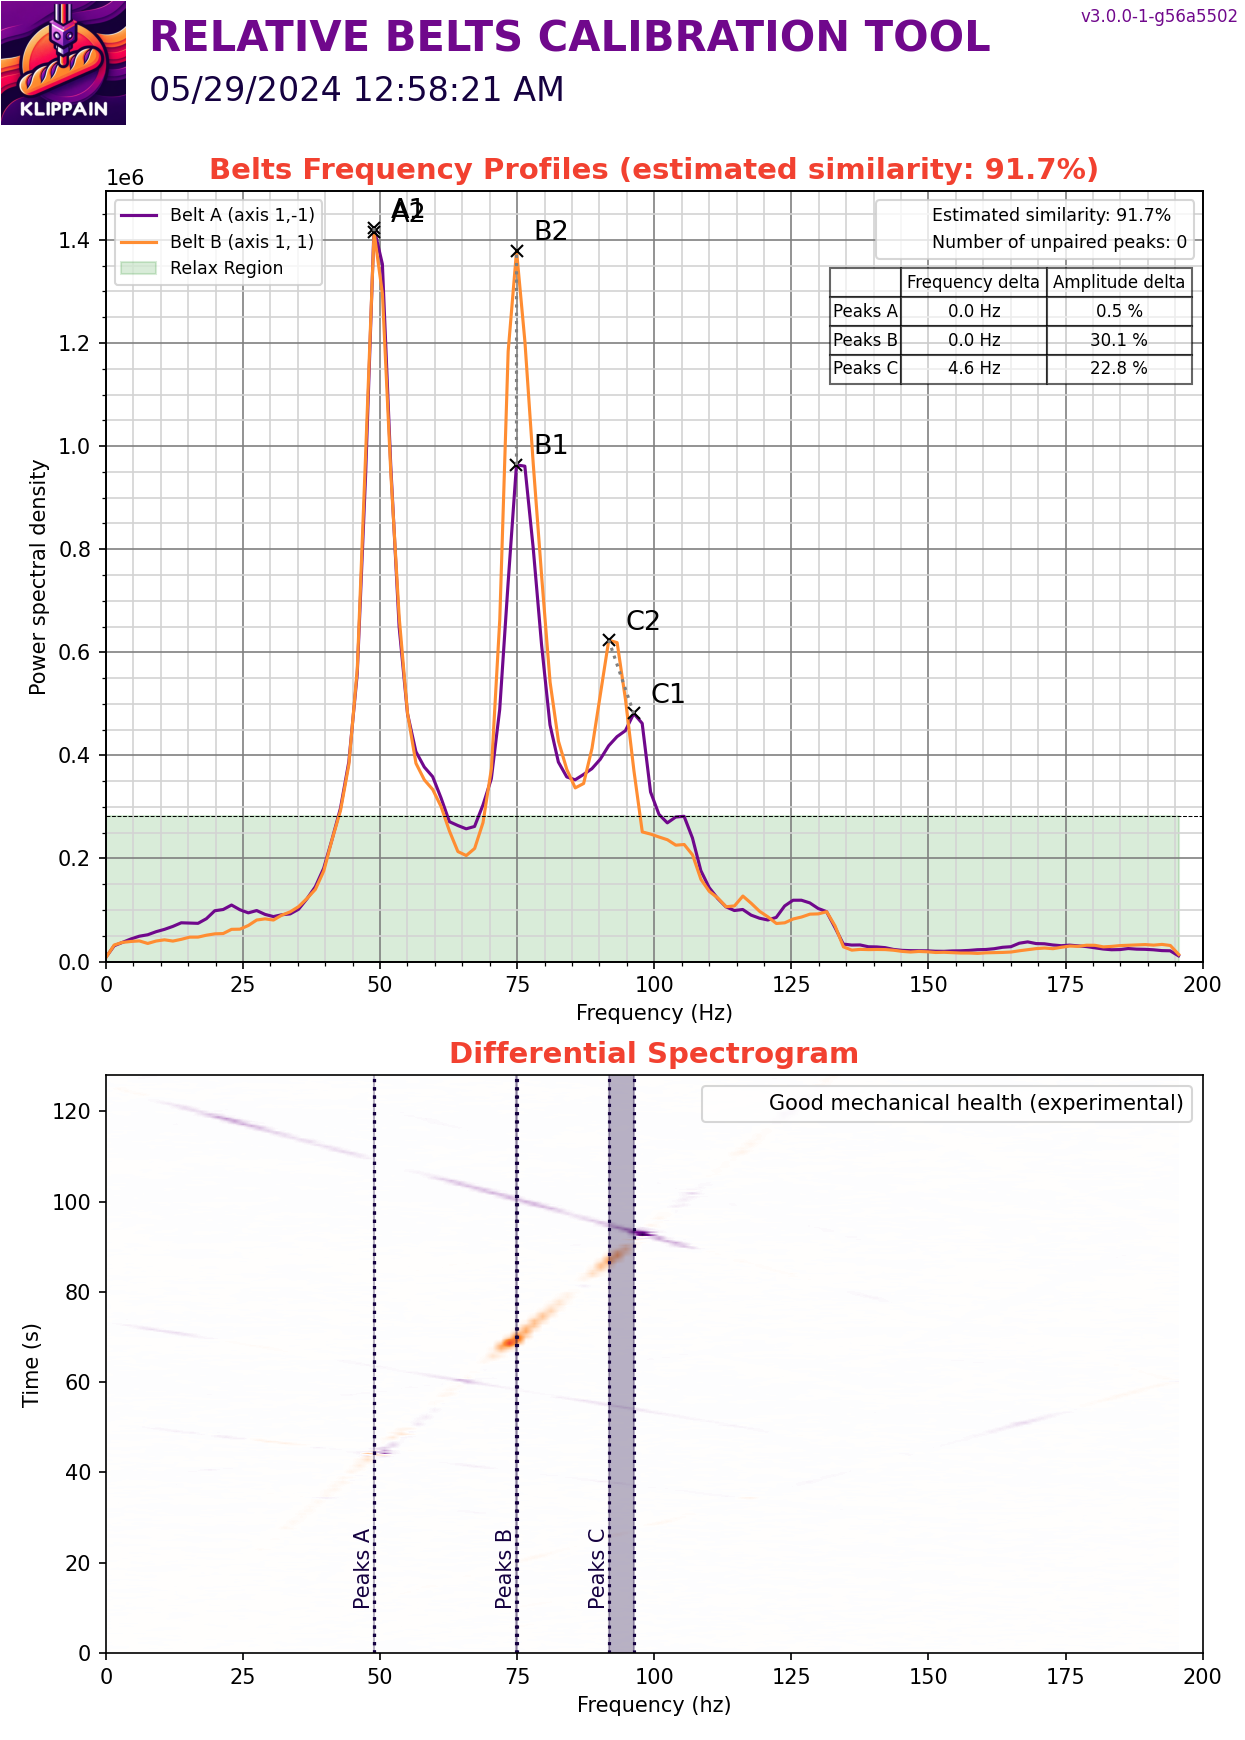 v3.0.0-1-g56a5502
RELATIVE BELTS CALIBRATION TOOL
05/29/2024 12:58:21 AM
KLIPPAIN
Belts Frequency Profiles (estimated similarity: 91.7%)
1e6
Belt A (axis 1,-1)
Belt B (axis 1, 1)
Relax Region
A1
A2
B2
B1
C2
C1
Estimated similarity: 91.7%
Number of unpaired peaks: 0
Frequency delta Amplitude delta
Peaks A 0.0 Hz 0.5 %
Peaks B 0.0 Hz 30.1 %
Peaks C 4.6 Hz 22.8 %
Power spectral density
1.4
1.2
1.0
0.8
0.6
0.4
0.2
0.0
0 25 50 75 100 125 150 175 200
Frequency (Hz)
Differential Spectrogram
Good mechanical health (experimental)
Time (s)
120
100
80
60
40
20
0
Peaks A
Peaks B
Peaks C
0 25 50 75 100 125 150 175 200
Frequency (hz)